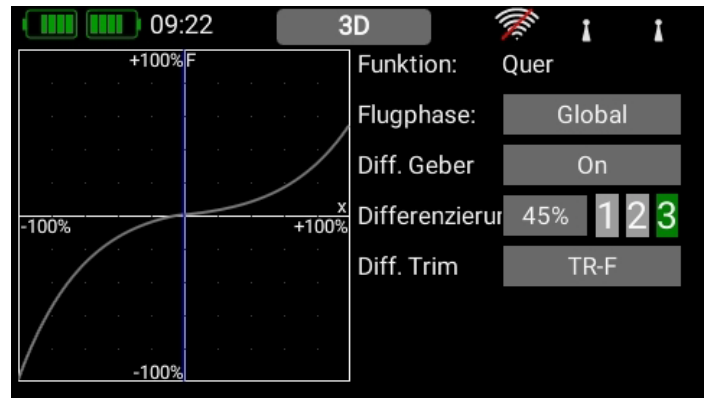 09:22 3D
+100% F
Funktion: Quer
Flugphase: Global
Diff. Geber On
-100% +100% x
Differenzierur 45% 1 2 3
Diff. Trim TR-F
-100%